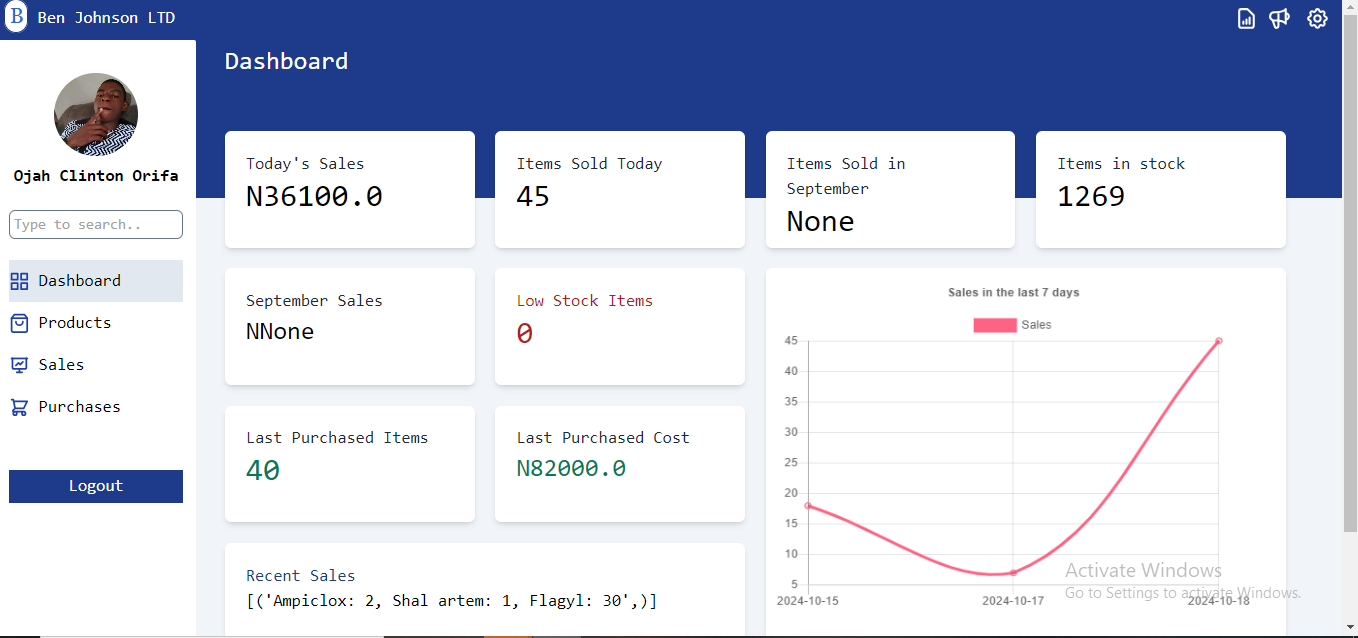 B Ben Johnson LTD
Dashboard
Ojah Clinton Orifa
Type to search..
Dashboard
Products
Sales
Purchases
Logout
Today's Sales
N36100.0
Items Sold Today
45
Items Sold in
September
None
Items in stock
1269
September Sales
NNone
Low Stock Items
0
Last Purchased Items
40
Last Purchased Cost
N82000.0
Recent Sales
[('Ampiclox: 2, Shal artem: 1, Flagyl: 30',)]
Sales in the last 7 days
Sales
45
40
35
30
25
20
15
10
5
2024-10-15 2024-10-17 2024-10-18
Activate Windows
Go to Settings to activate Windows.